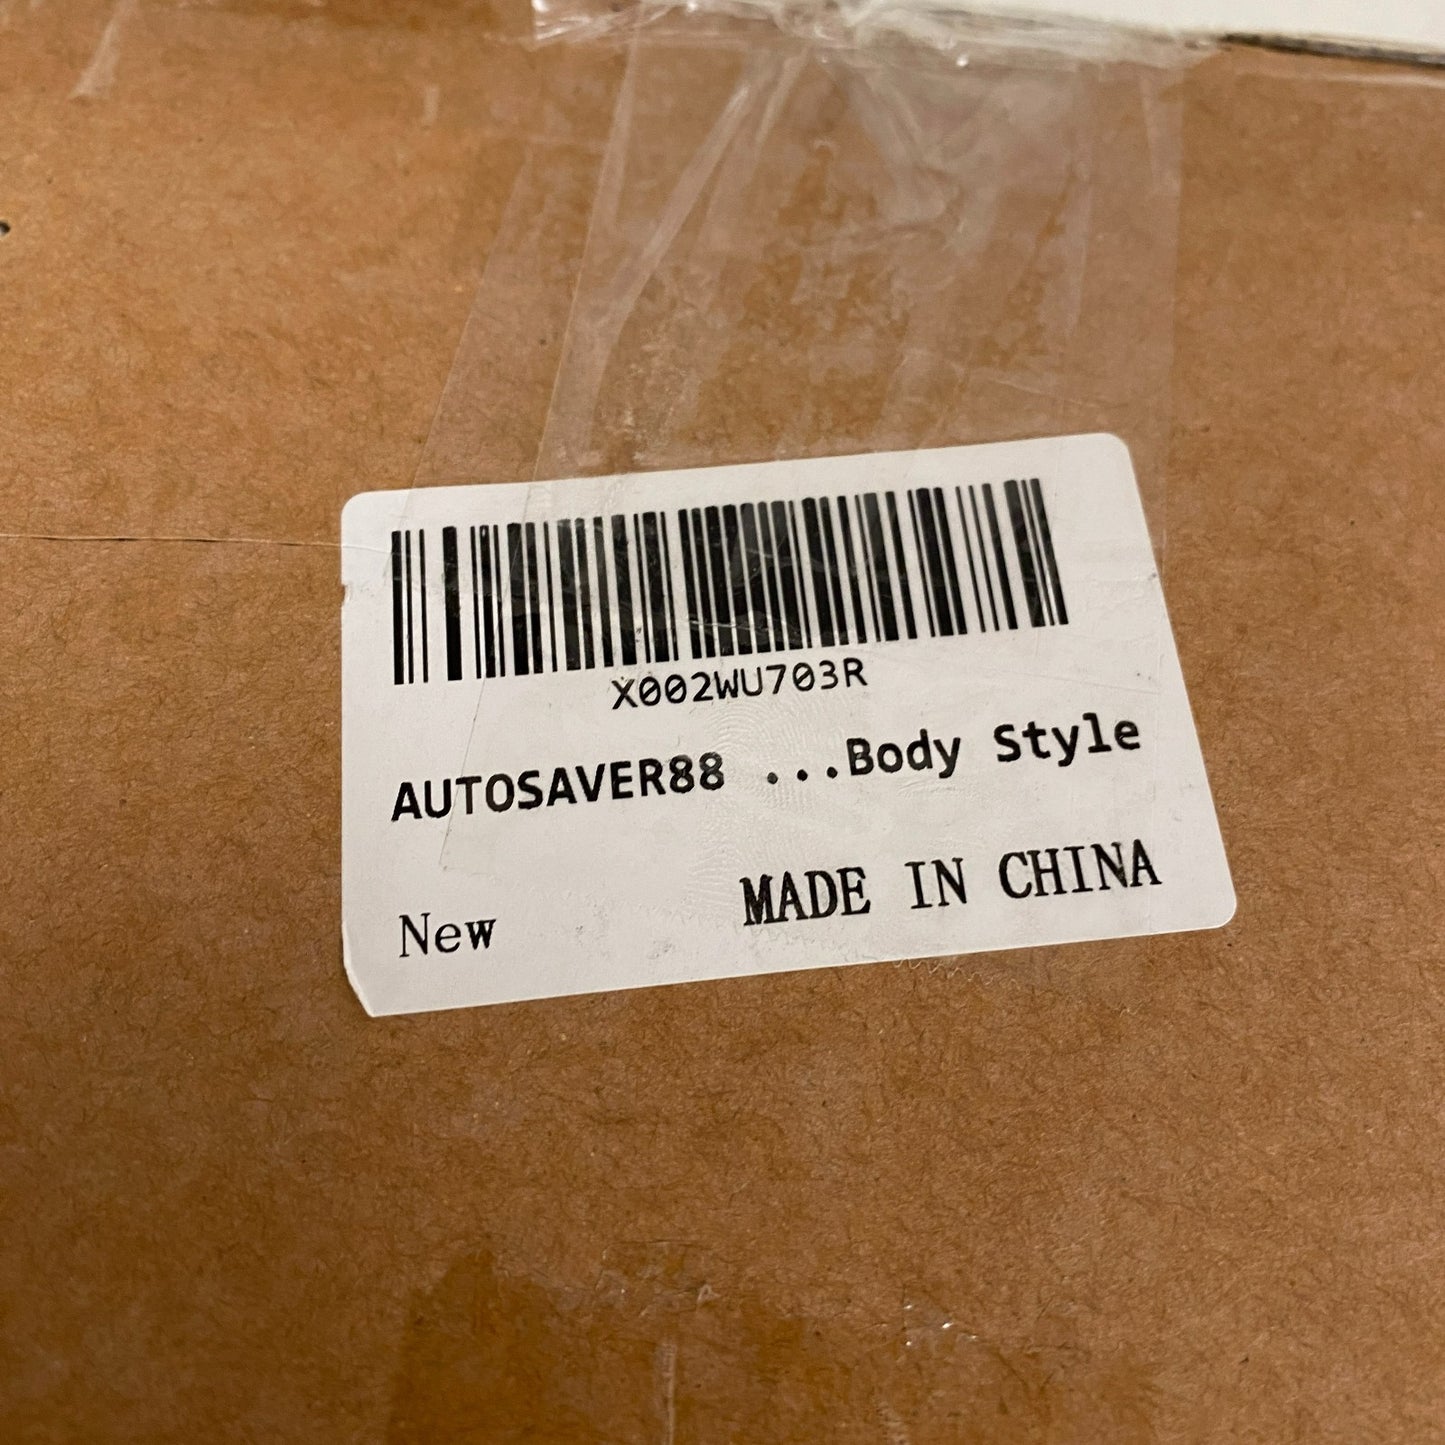 X002WU703R
AUTOSAVER88 ...Body Style
New MADE IN CHINA